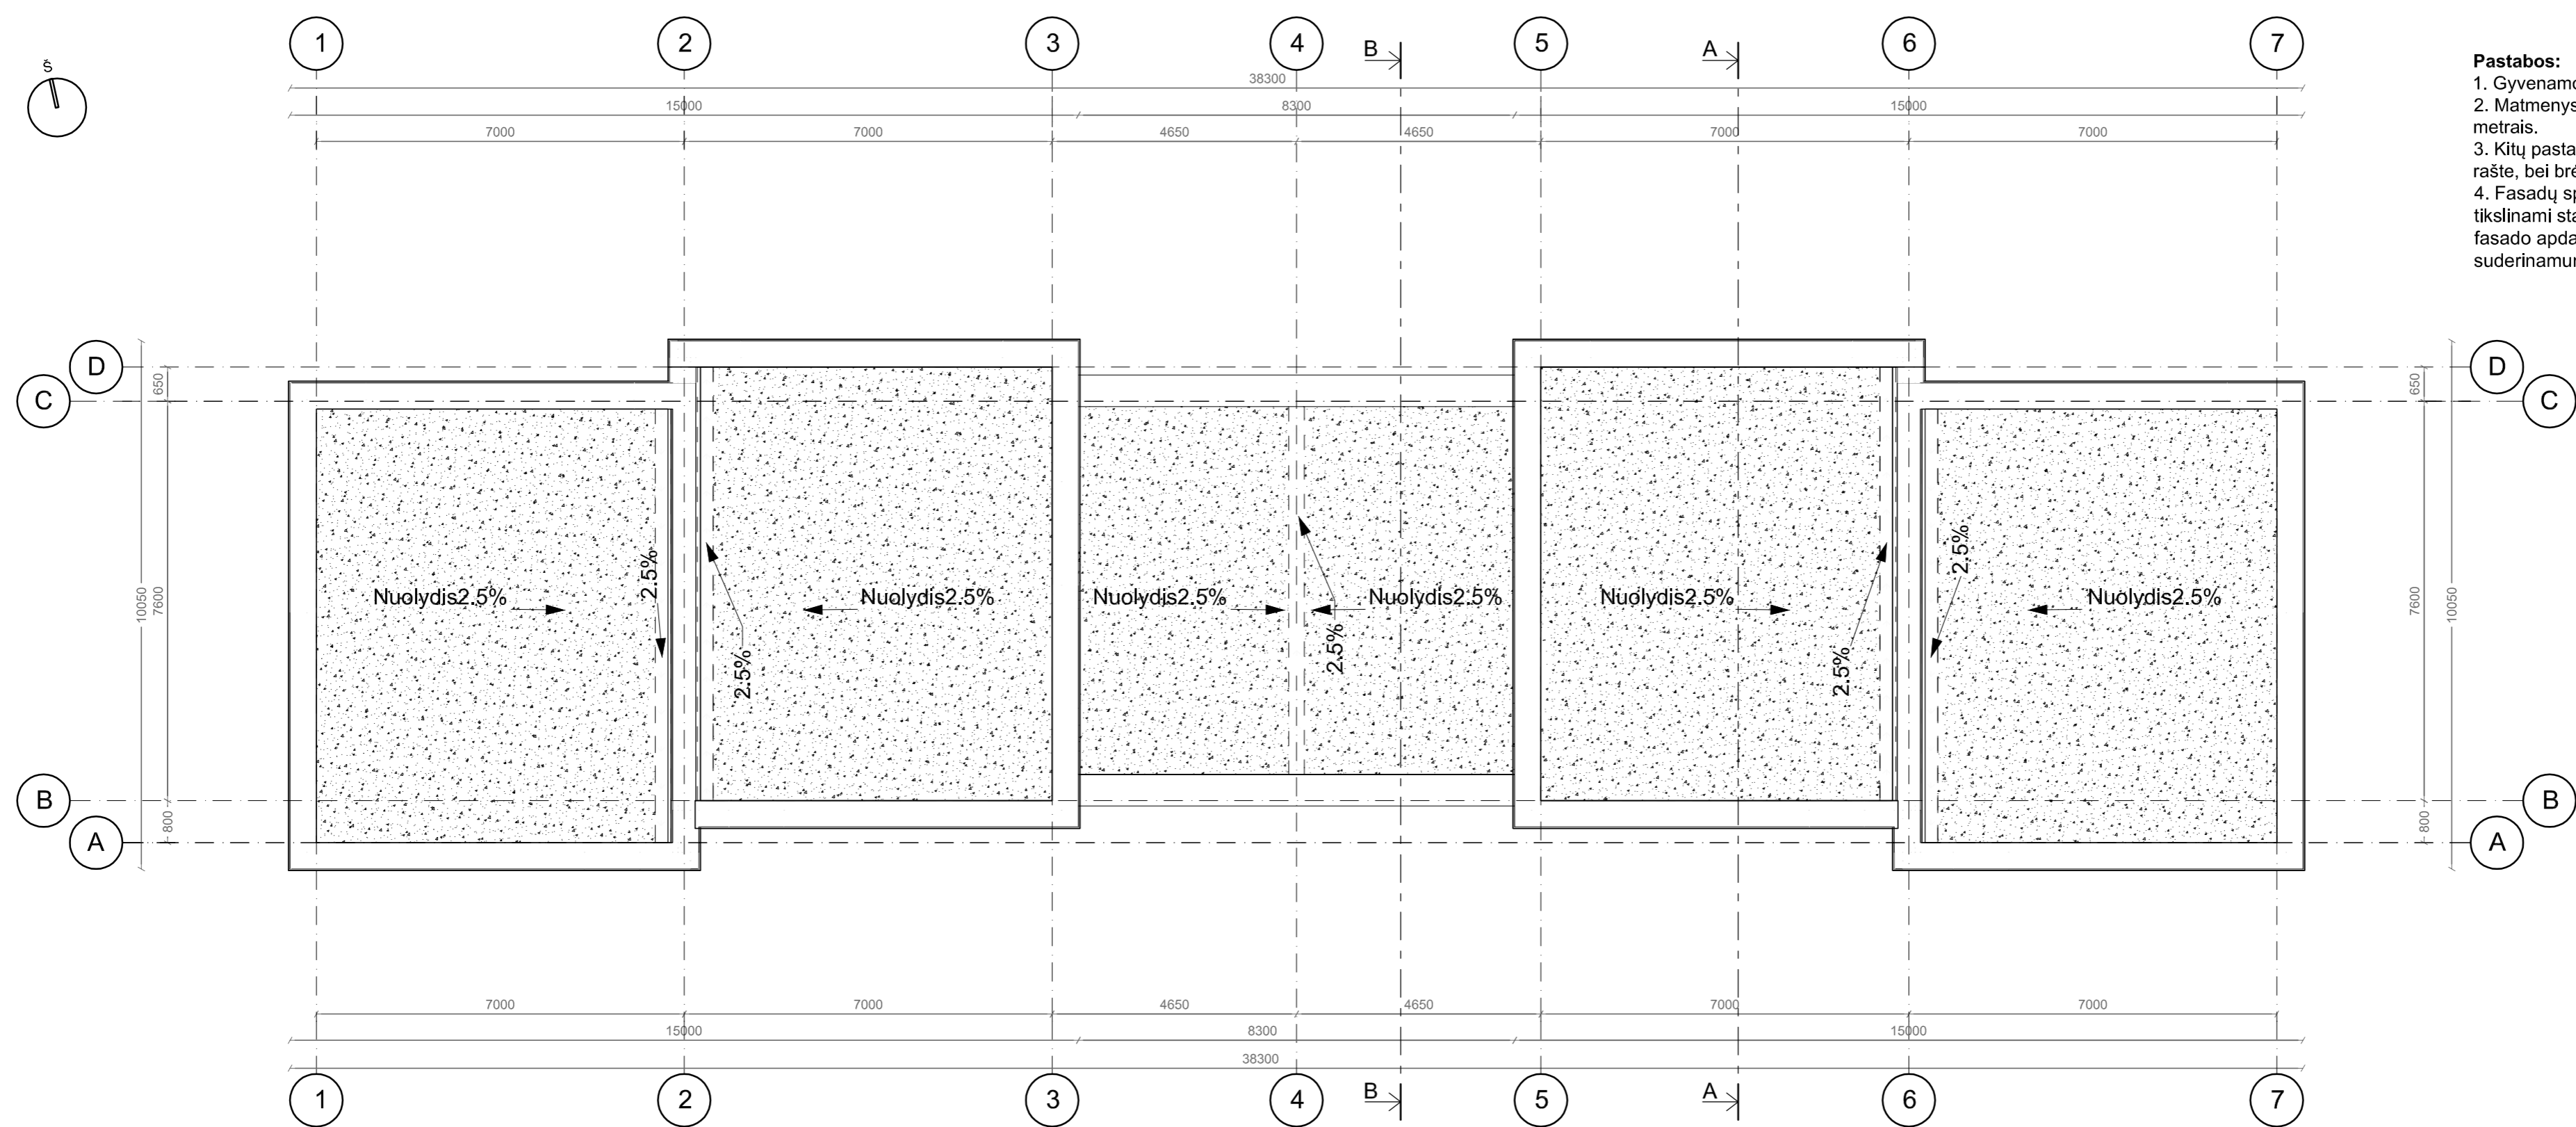 1 2 3 4 B 5 A 6 7
Š
38300
15000 8300 15000
7000 7000 4650 4650 7000 7000
Pastabos:
1. Gyvenamo
2. Matmenys
metrais.
3. Kitų pasta
rašte, bei brė
4. Fasadų sp
tikslinami sta
fasado apda
suderinamu
D D
C C
650 650
2.5% 2.5%
10050 7600 7600 10050
Nuolydis2.5% Nuolydis2.5% Nuolydis2.5% Nuolydis2.5% Nuolydis2.5% Nuolydis2.5%
2.5% 2.5% 2.5%
B B
800 800
A A
7000 7000 4650 4650 7000 7000
15000 8300 15000
38300
1 2 3 4 B 5 A 6 7